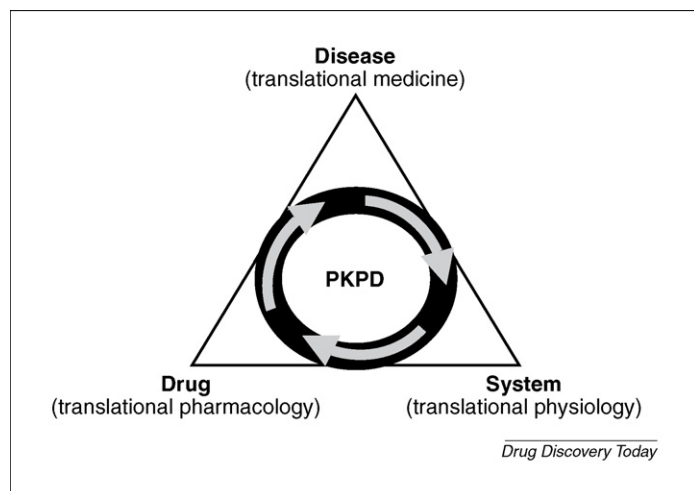 Disease
(translational medicine)
PKPD
Drug
(translational pharmacology)
System
(translational physiology)
Drug Discovery Today